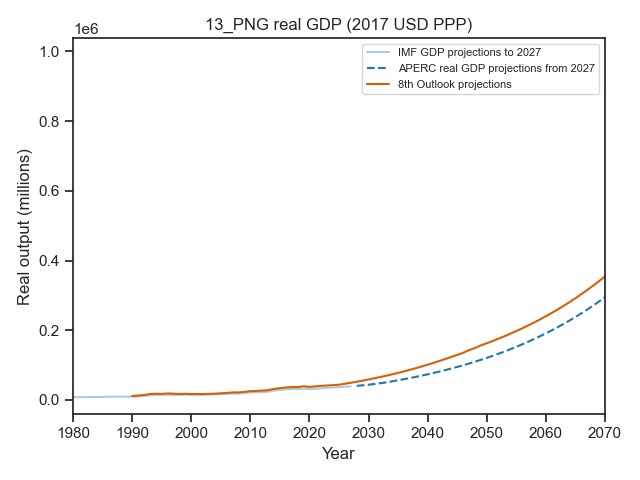 13_PNG real GDP (2017 USD PPP)
1e6
IMF GDP projections to 2027
APERC real GDP projections from 2027
8th Outlook projections
Real output (millions)
1.0
0.8
0.6
0.4
0.2
0.0
1980 1990 2000 2010 2020 2030 2040 2050 2060 2070
Year